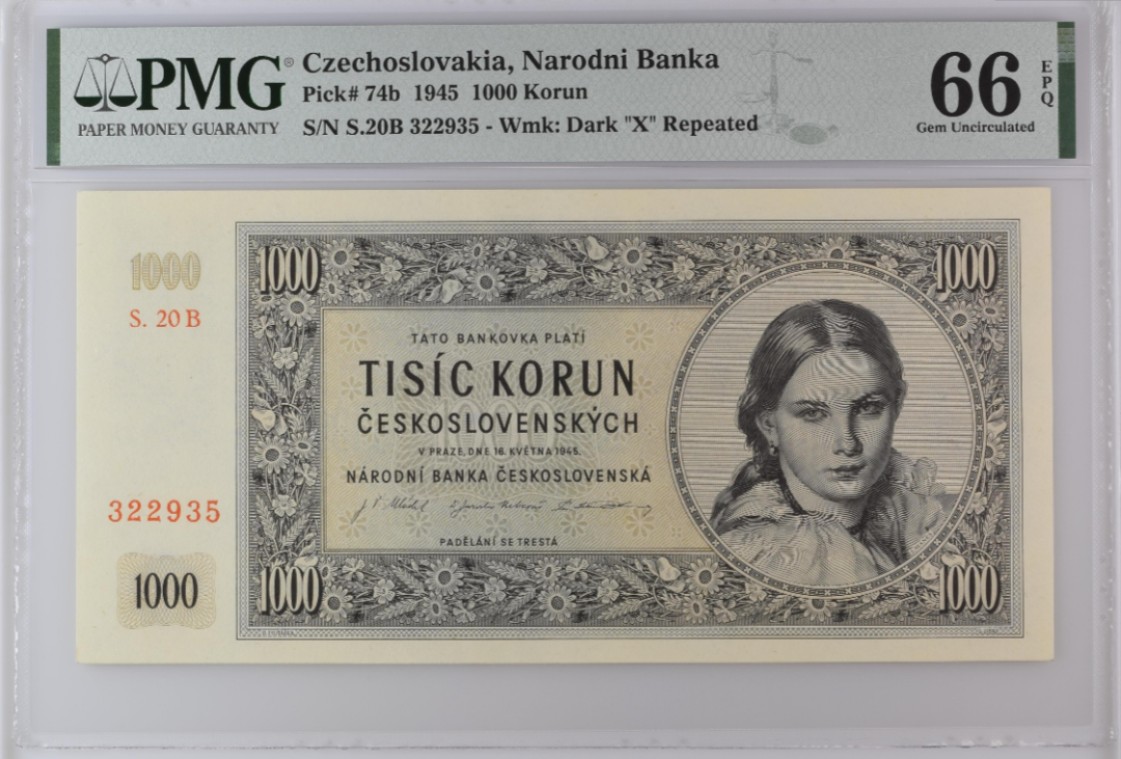 PMG®
PAPER MONEY GUARANTY
Czechoslovakia, Narodni Banka
Pick# 74b 1945 1000 Korun
S/N S.20B 322935 - Wmk: Dark "X" Repeated
66
EPQ
Gem Uncirculated
1000
S. 20 B
322935
1000
1000
1000
TATO BANKOVKA PLATÍ
TISÍC KORUN
ČESKOSLOVENSKÝCH
V PRAZE, DNE 16. KVĚTNA 1945.
NÁRODNÍ BANKA ČESKOSLOVENSKÁ
PADĚLÁNÍ SE TRESTÁ
1000
1000